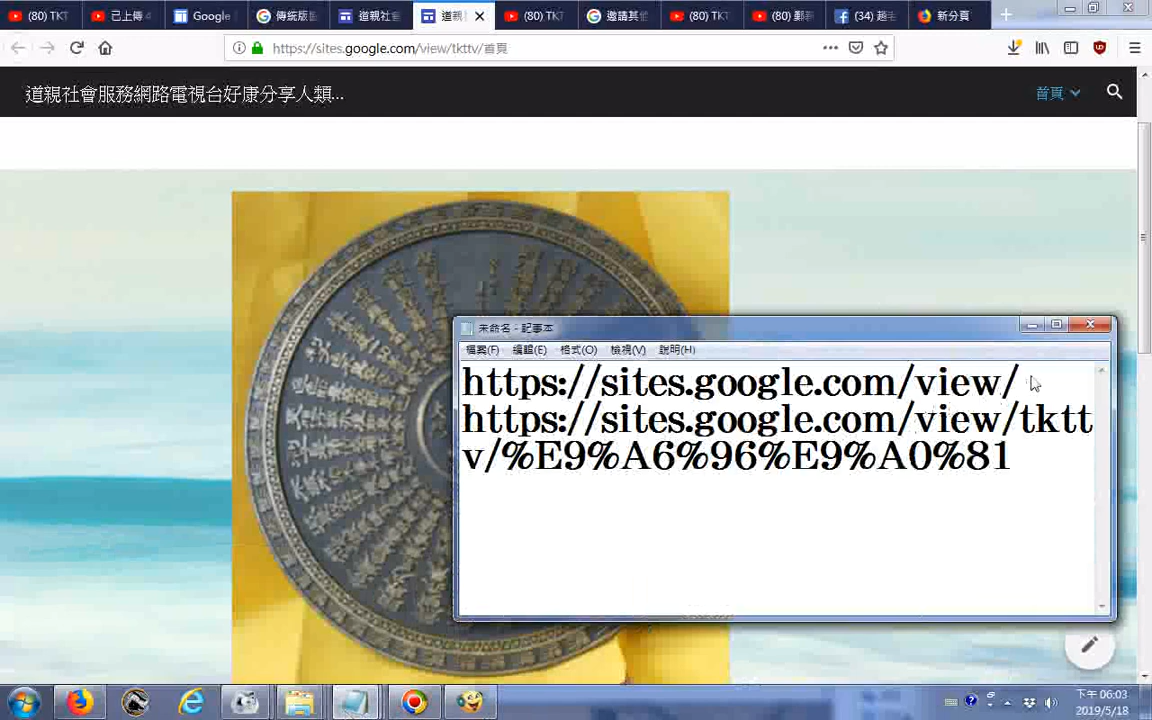 (80) TKT
已上傳 4
Google
傳統版
道親社會
道親
(80) TKT
邀請其他
(80) TKT
(80) 鄭
(34) 趙
新分頁
https://sites.google.com/view/tkttv/首頁
道親社會服務網路電視台好康分享人類...
首頁
未命名 - 記事本
檔案(F) 編輯(E) 格式(O) 檢視(V) 說明(H)
https://sites.google.com/view/
https://sites.google.com/view/tktt
v/%E9%A6%96%E9%A0%81
下午 06:03
2019/5/18